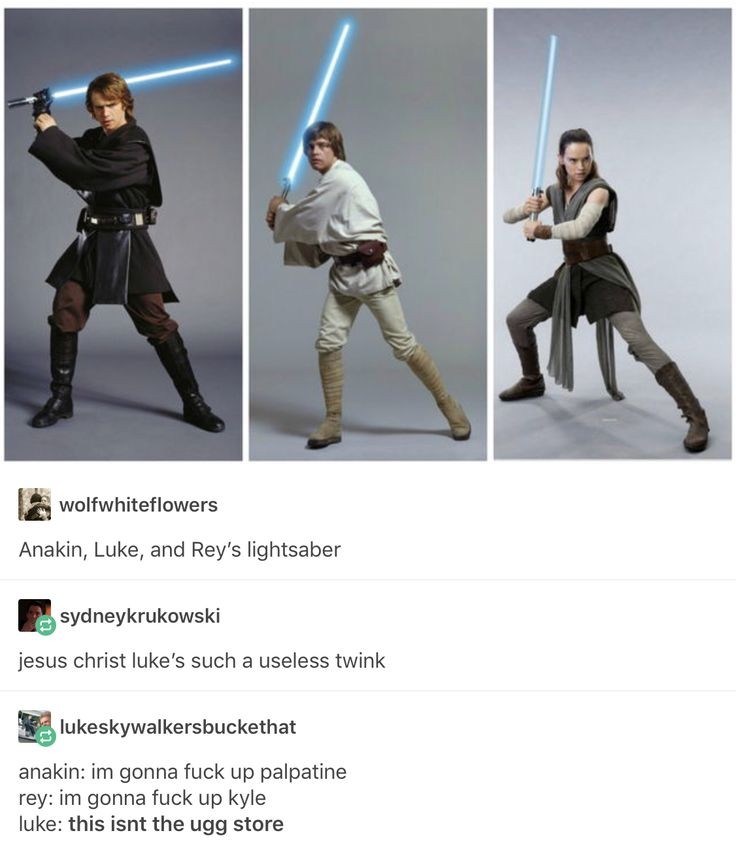 wolfwhiteflowers
Anakin, Luke, and Rey's lightsaber
sydneykrukowski
jesus christ luke's such a useless twink
lukeskywalkersbuckethat
anakin: im gonna fuck up palpatine
rey: im gonna fuck up kyle
luke: this isnt the ugg store